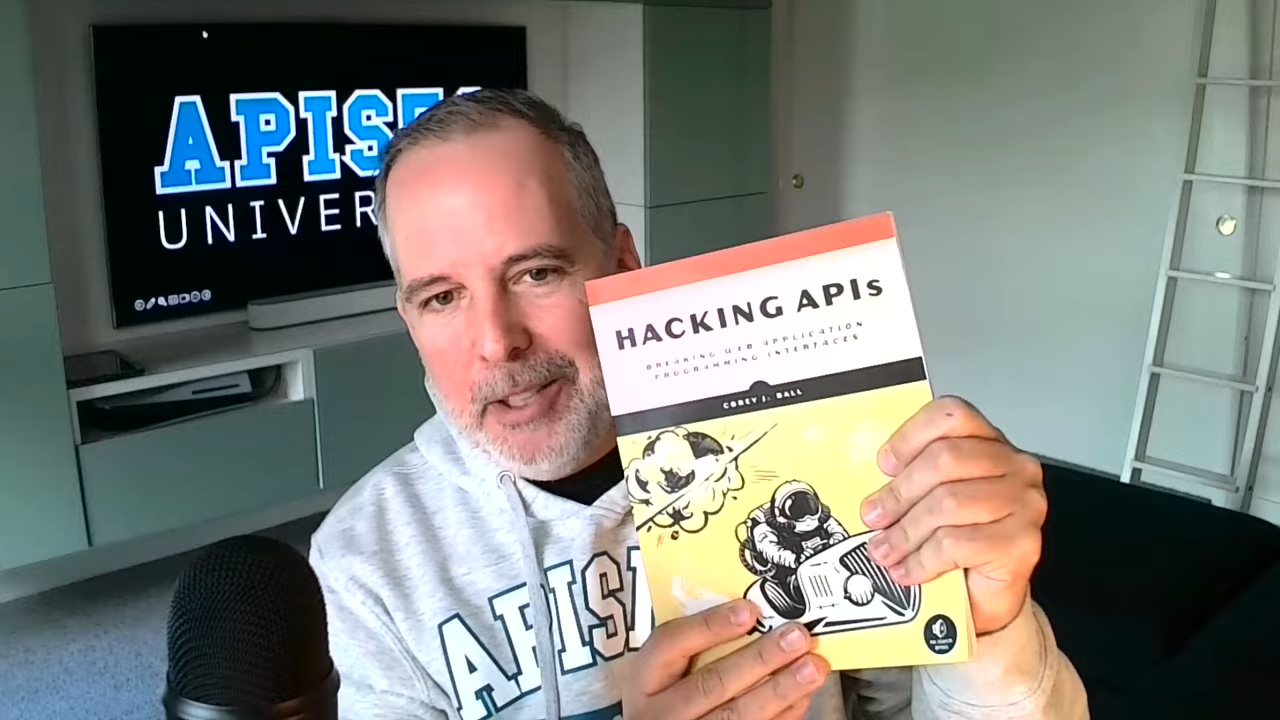 APISE
UNIVER
HACKING APIs
BREAKING WEB APPLICATION
PROGRAMMING INTERFACES
COREY J. BALL
APISE